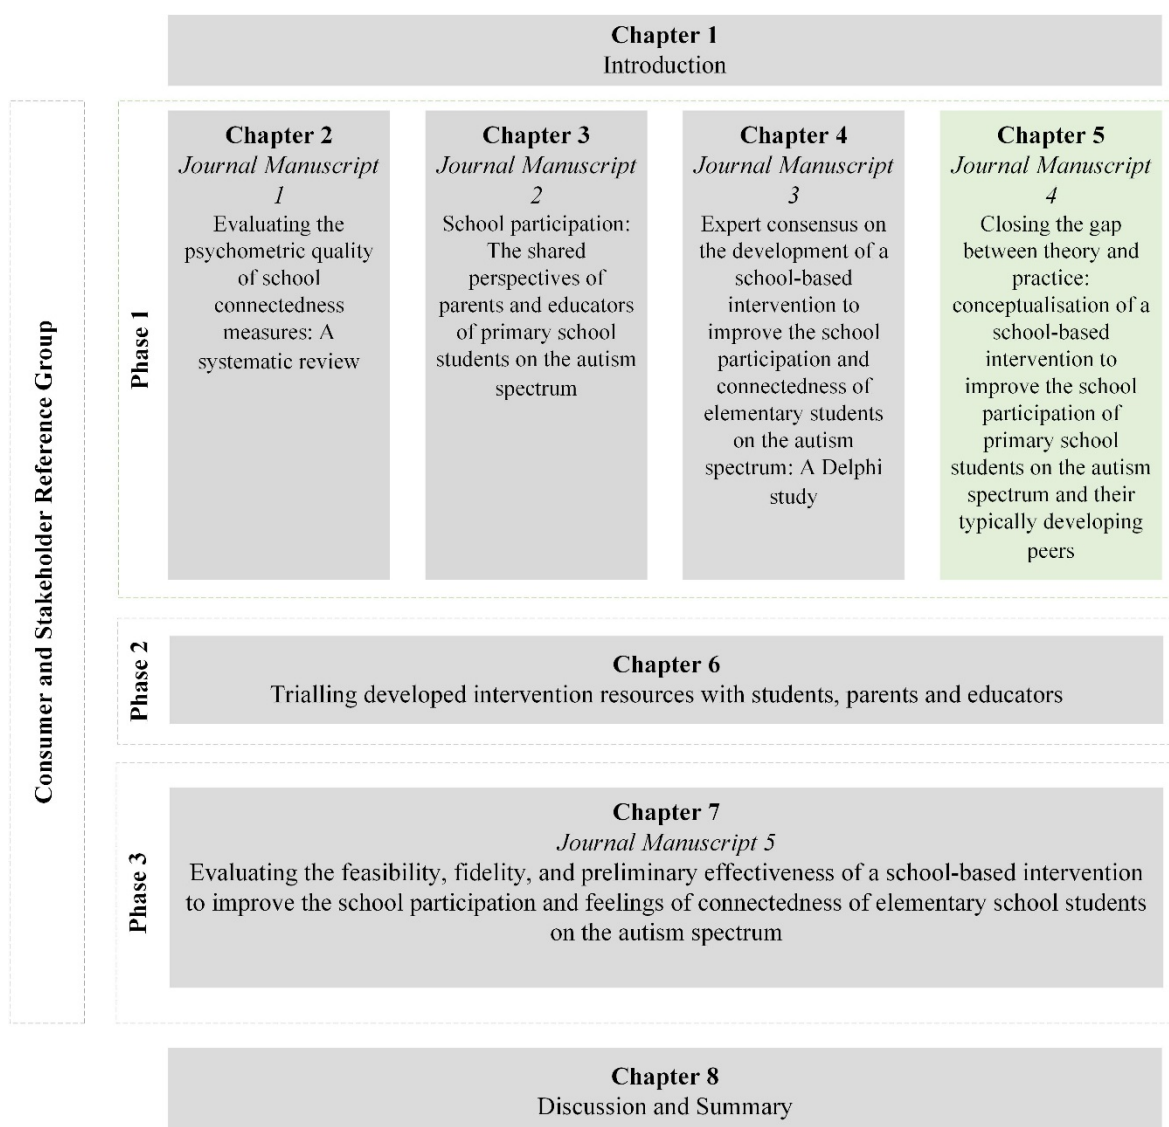 Chapter 1
Introduction
Consumer and Stakeholder Reference Group
Phase 1
Chapter 2
Journal Manuscript
1
Evaluating the
psychometric quality
of school
connectedness
measures: A
systematic review
Chapter 3
Journal Manuscript
2
School participation:
The shared
perspectives of
parents and educators
of primary school
students on the autism
spectrum
Chapter 4
Journal Manuscript
3
Expert consensus on
the development of a
school-based
intervention to
improve the school
participation and
connectedness of
elementary students
on the autism
spectrum: A Delphi
study
Chapter 5
Journal Manuscript
4
Closing the gap
between theory and
practice:
conceptualisation of a
school-based
intervention to
improve the school
participation of
primary school
students on the autism
spectrum and their
typically developing
peers
Phase 2
Chapter 6
Trialling developed intervention resources with students, parents and educators
Phase 3
Chapter 7
Journal Manuscript 5
Evaluating the feasibility, fidelity, and preliminary effectiveness of a school-based intervention
to improve the school participation and feelings of connectedness of elementary school students
on the autism spectrum
Chapter 8
Discussion and Summary